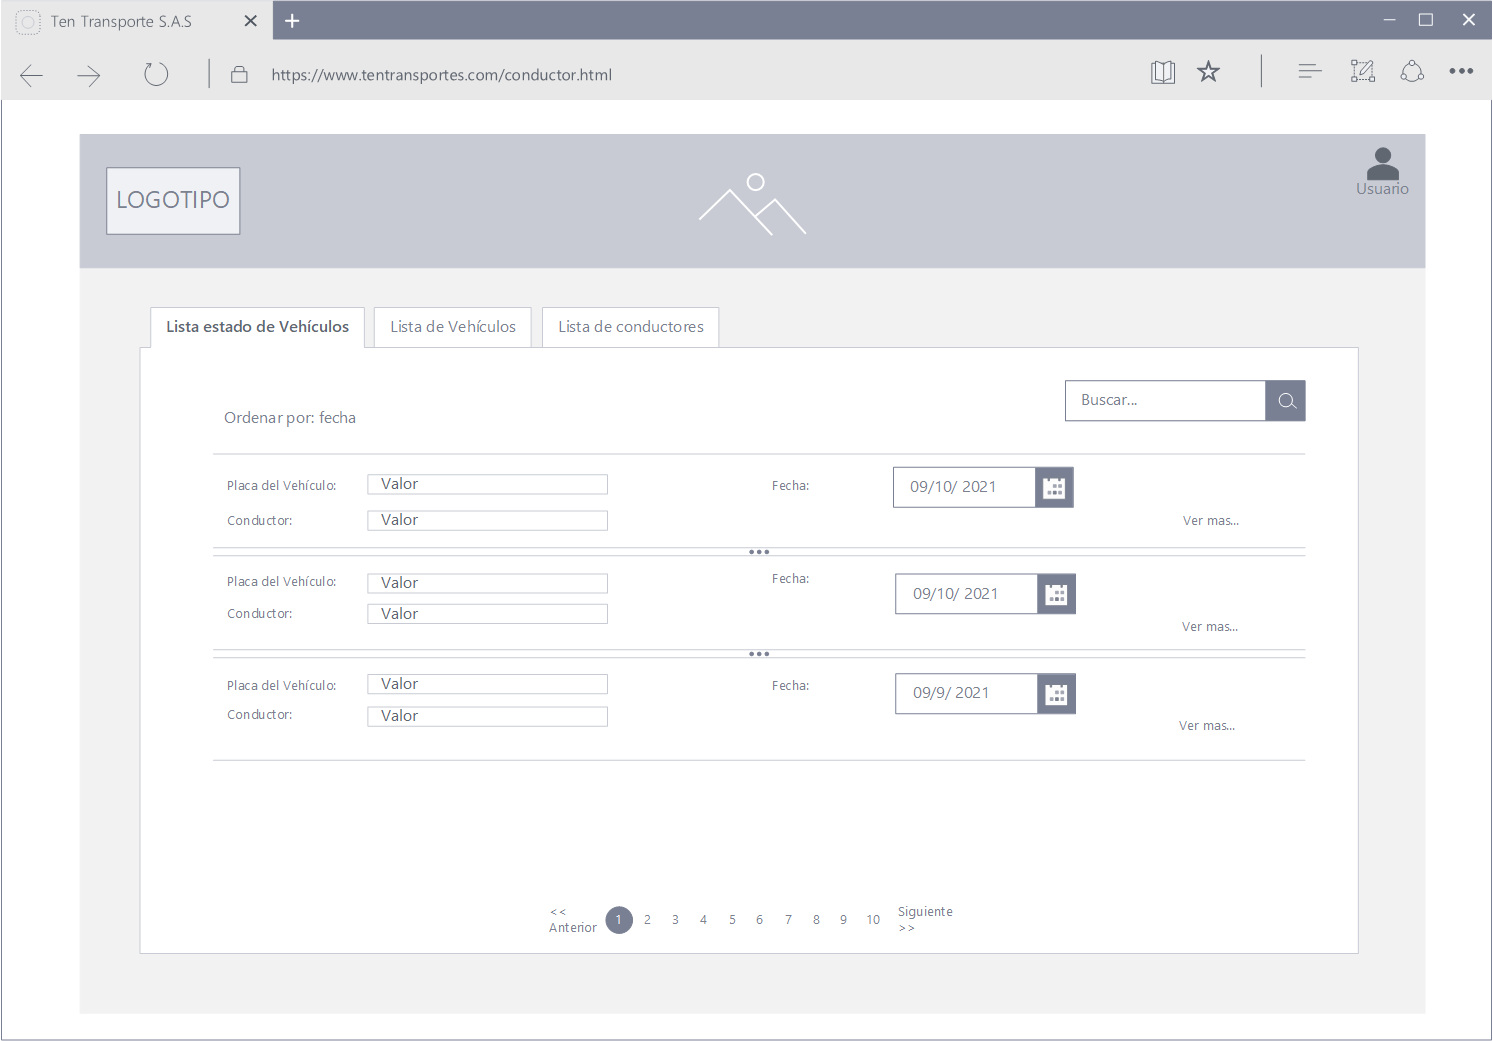 Ten Transporte S.A.S
https://www.tentransportes.com/conductor.html
LOGOTIPO
Usuario
Lista estado de Vehículos
Lista de Vehículos
Lista de conductores
Buscar...
Ordenar por: fecha
Placa del Vehículo:
Valor
Fecha:
09/10/ 2021
Conductor:
Valor
Ver mas...
Placa del Vehículo:
Valor
Fecha:
09/10/ 2021
Conductor:
Valor
Ver mas...
Placa del Vehículo:
Valor
Fecha:
09/9/ 2021
Conductor:
Valor
Ver mas...
<< Anterior
1 2 3 4 5 6 7 8 9 10
Siguiente >>